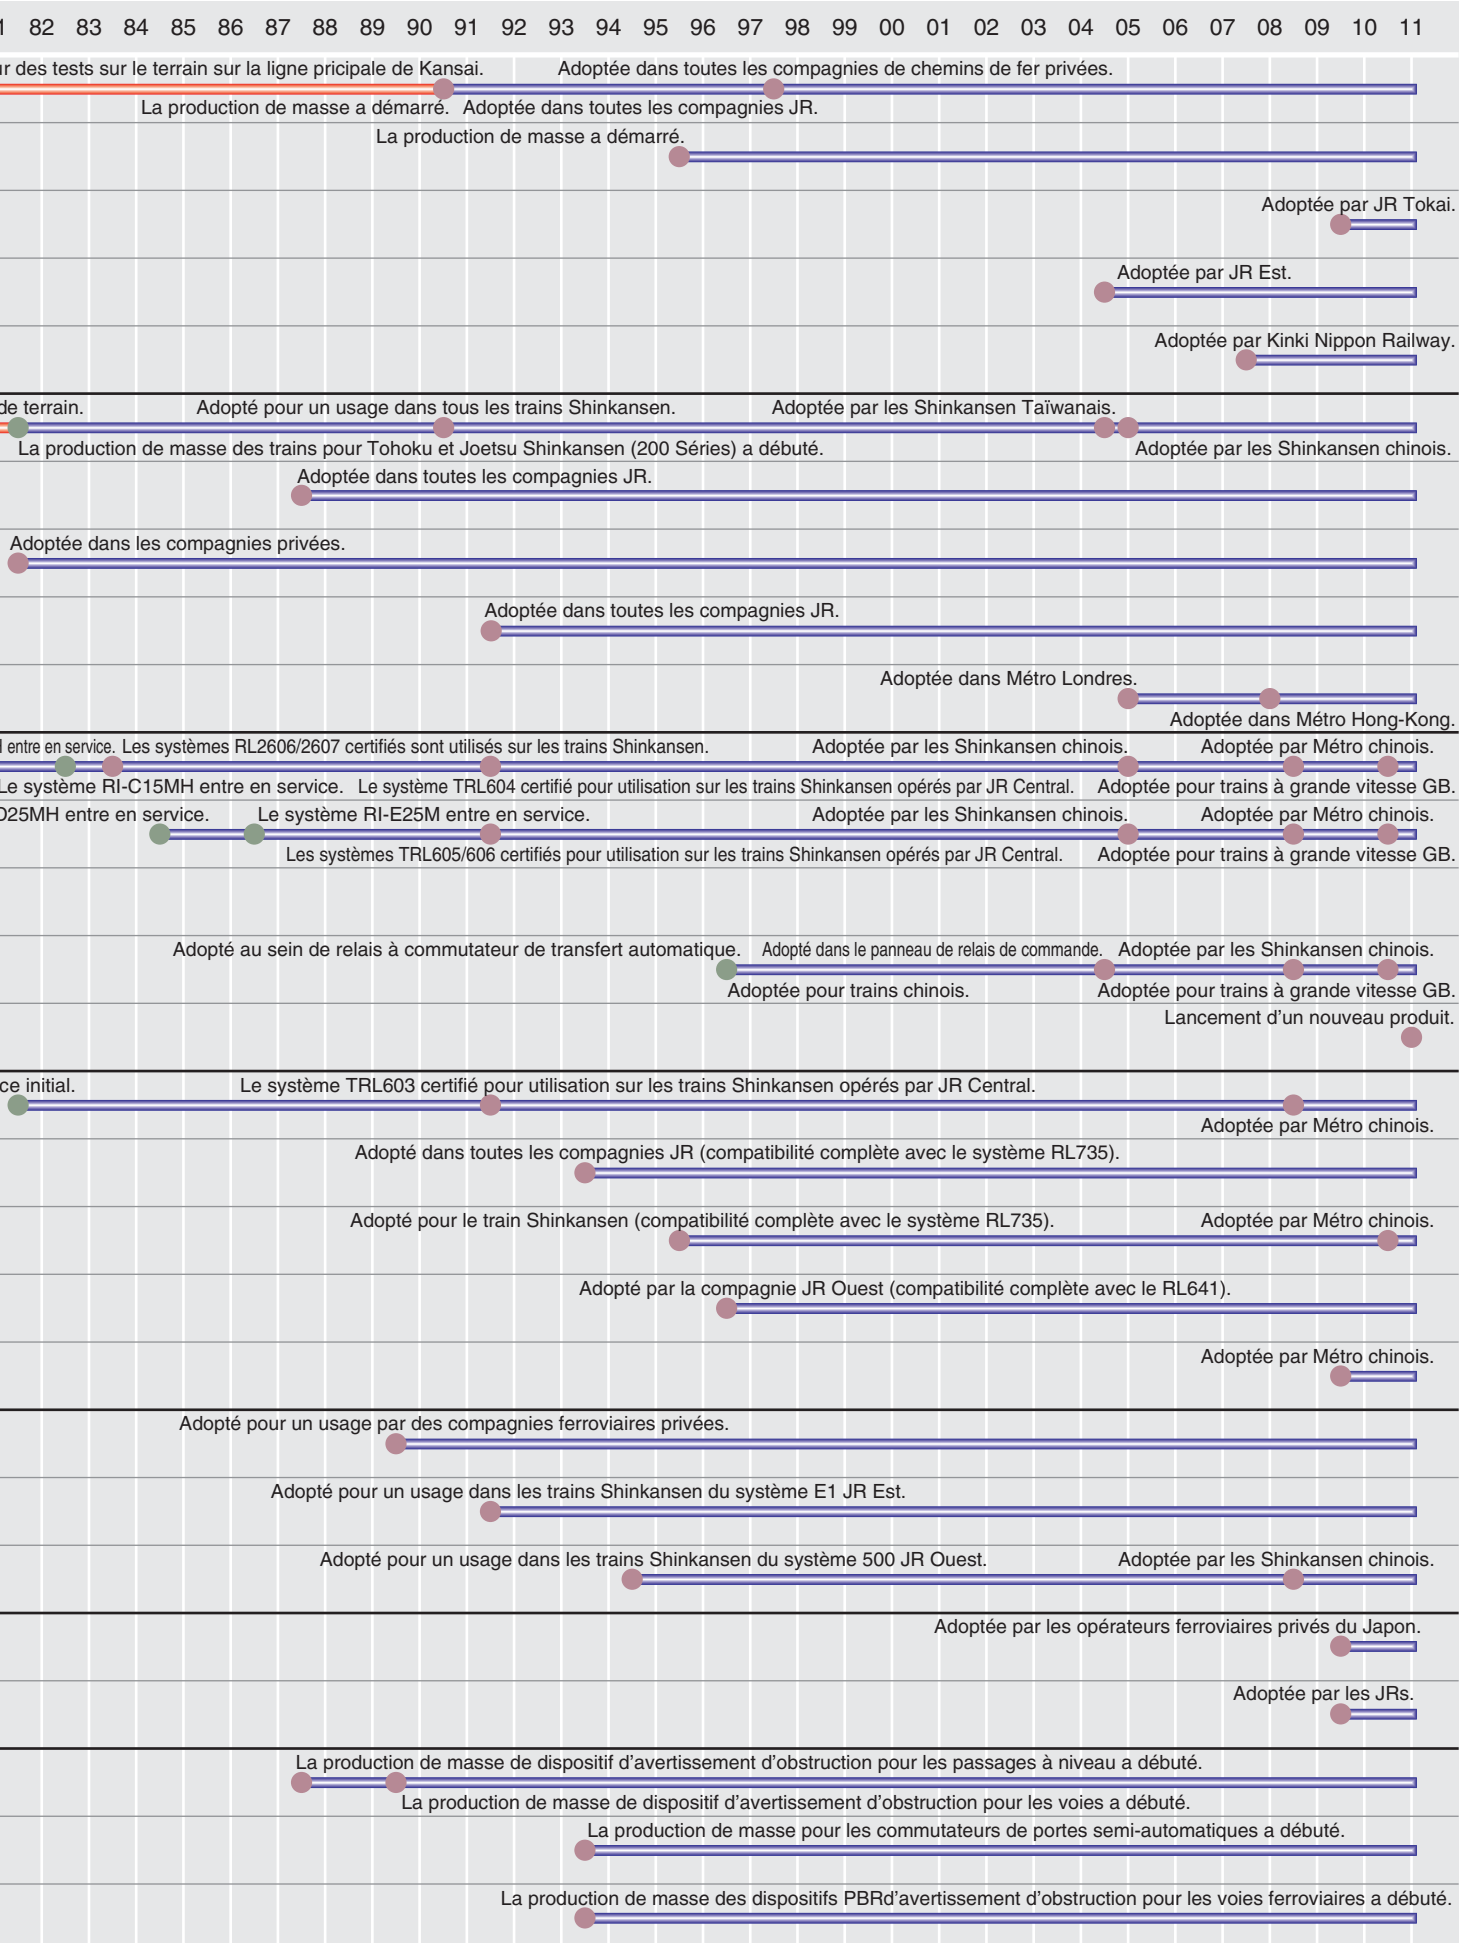 1 82 83 84 85 86 87 88 89 90 91 92 93 94 95 96 97 98 99 00 01 02 03 04 05 06 07 08 09 10 11
r des tests sur le terrain sur la ligne pricipale de Kansai. Adoptée dans toutes les compagnies de chemins de fer privées.
La production de masse a démarré. Adoptée dans toutes les compagnies JR.
La production de masse a démarré.
Adoptée par JR Tokai.
Adoptée par JR Est.
Adoptée par Kinki Nippon Railway.
de terrain. Adopté pour un usage dans tous les trains Shinkansen. Adoptée par les Shinkansen Taïwanais.
La production de masse des trains pour Tohoku et Joetsu Shinkansen (200 Séries) a débuté. Adoptée par les Shinkansen chinois.
Adoptée dans toutes les compagnies JR.
Adoptée dans les compagnies privées.
Adoptée dans toutes les compagnies JR.
Adoptée dans Métro Londres.
Adoptée dans Métro Hong-Kong.
entre en service. Les systèmes RL2606/2607 certifiés sont utilisés sur les trains Shinkansen. Adoptée par les Shinkansen chinois. Adoptée par Métro chinois.
Le système RI-C15MH entre en service. Le système TRL604 certifié pour utilisation sur les trains Shinkansen opérés par JR Central. Adoptée pour trains à grande vitesse GB.
D25MH entre en service. Le système RI-E25M entre en service. Adoptée par les Shinkansen chinois. Adoptée par Métro chinois.
Les systèmes TRL605/606 certifiés pour utilisation sur les trains Shinkansen opérés par JR Central. Adoptée pour trains à grande vitesse GB.
Adopté au sein de relais à commutateur de transfert automatique. Adopté dans le panneau de relais de commande. Adoptée par les Shinkansen chinois.
Adoptée pour trains chinois. Adoptée pour trains à grande vitesse GB.
Lancement d'un nouveau produit.
ce initial. Le système TRL603 certifié pour utilisation sur les trains Shinkansen opérés par JR Central.
Adoptée par Métro chinois.
Adopté dans toutes les compagnies JR (compatibilité complète avec le système RL735).
Adopté pour le train Shinkansen (compatibilité complète avec le système RL735). Adoptée par Métro chinois.
Adopté par la compagnie JR Ouest (compatibilité complète avec le RL641).
Adoptée par Métro chinois.
Adopté pour un usage par des compagnies ferroviaires privées.
Adopté pour un usage dans les trains Shinkansen du système E1 JR Est.
Adopté pour un usage dans les trains Shinkansen du système 500 JR Ouest. Adoptée par les Shinkansen chinois.
Adoptée par les opérateurs ferroviaires privés du Japon.
Adoptée par les JRs.
La production de masse de dispositif d'avertissement d'obstruction pour les passages à niveau a débuté.
La production de masse de dispositif d'avertissement d'obstruction pour les voies a débuté.
La production de masse pour les commutateurs de portes semi-automatiques a débuté.
La production de masse des dispositifs PBRd'avertissement d'obstruction pour les voies ferroviaires a débuté.